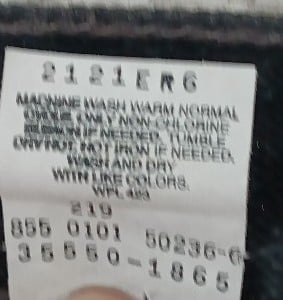 2121ER6
MACHINE WASH WARM NORMAL
CYCLE. ONLY NON-CHLORINE
BLEACH IF NEEDED. TUMBLE
DRY HOT. HOT IRON IF NEEDED.
WASH AND DRY
WITH LIKE COLORS.
WPL 423
219
855 0101 50236-6
35550-1865